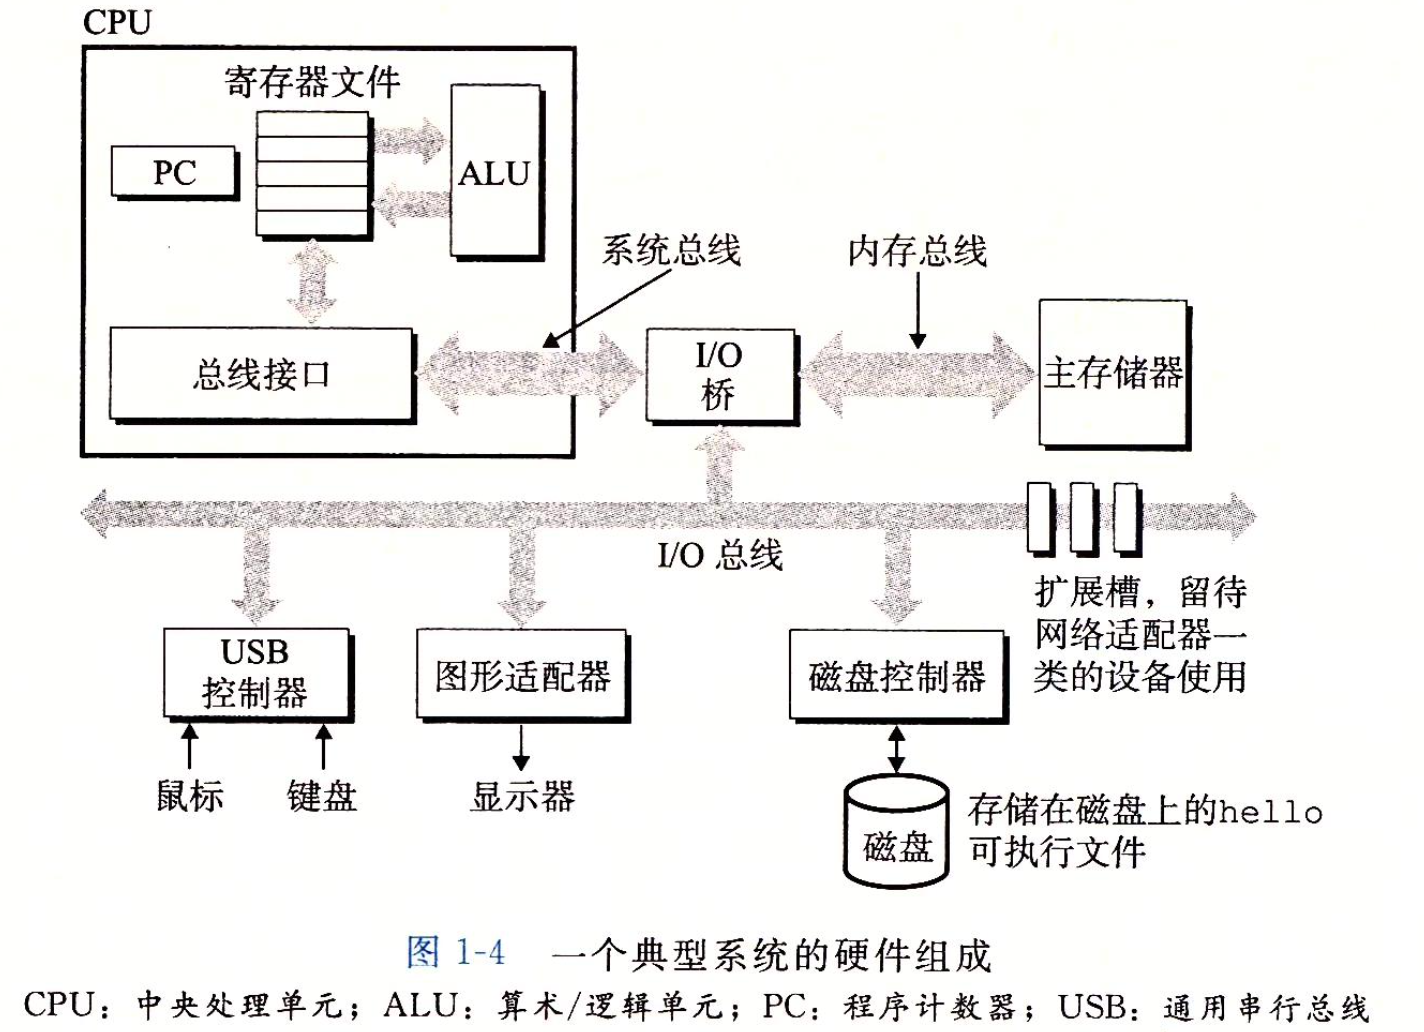 CPU
寄存器文件
PC
ALU
系统总线
内存总线
总线接口
I/O
桥
主存储器
I/O 总线
扩展槽，留待
网络适配器一
类的设备使用
USB
控制器
图形适配器
磁盘控制器
鼠标
键盘
显示器
磁盘
存储在磁盘上的hello
可执行文件
图 1-4 一个典型系统的硬件组成
CPU：中央处理单元；ALU：算术/逻辑单元；PC：程序计数器；USB：通用串行总线